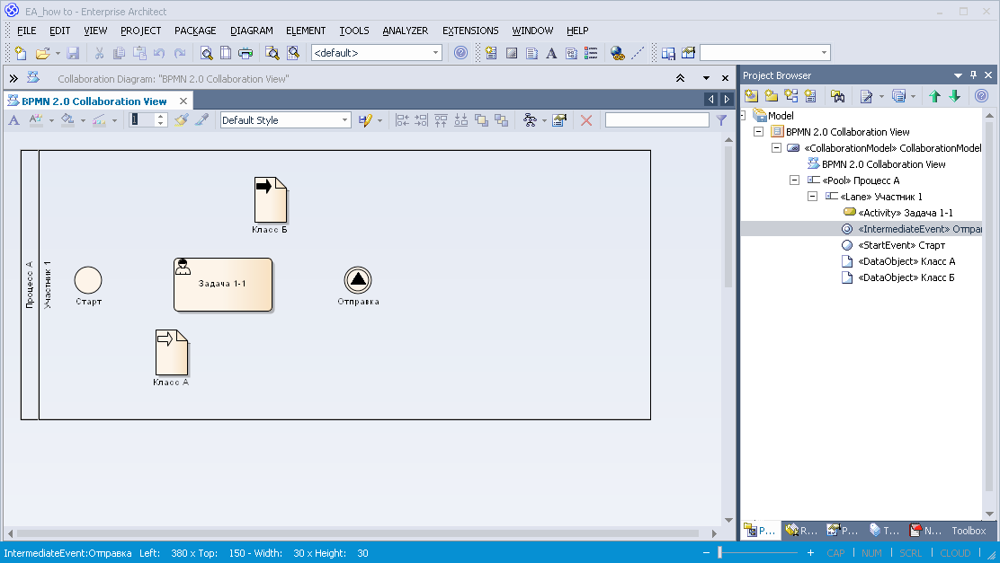 EA_how to - Enterprise Architect
FILE EDIT VIEW PROJECT PACKAGE DIAGRAM ELEMENT TOOLS ANALYZER EXTENSIONS WINDOW HELP
<default>
Collaboration Diagram: "BPMN 2.0 Collaboration View"
Project Browser
BPMN 2.0 Collaboration View
1 Default Style
Model
BPMN 2.0 Collaboration View
«CollaborationModel» CollaborationModel
BPMN 2.0 Collaboration View
«Pool» Процесс А
«Lane» Участник 1
«Activity» Задача 1-1
«IntermediateEvent» Отпра
«StartEvent» Старт
«DataObject» Класс А
«DataObject» Класс Б
Процесс А
Участник 1
Класс Б
Задача 1-1
Старт
Отправка
Класс А
P... R... P... T... N... Toolbox
IntermediateEvent:Отправка Left: 380 x Top: 150 - Width: 30 x Height: 30
CAP NUM SCRL CLOUD